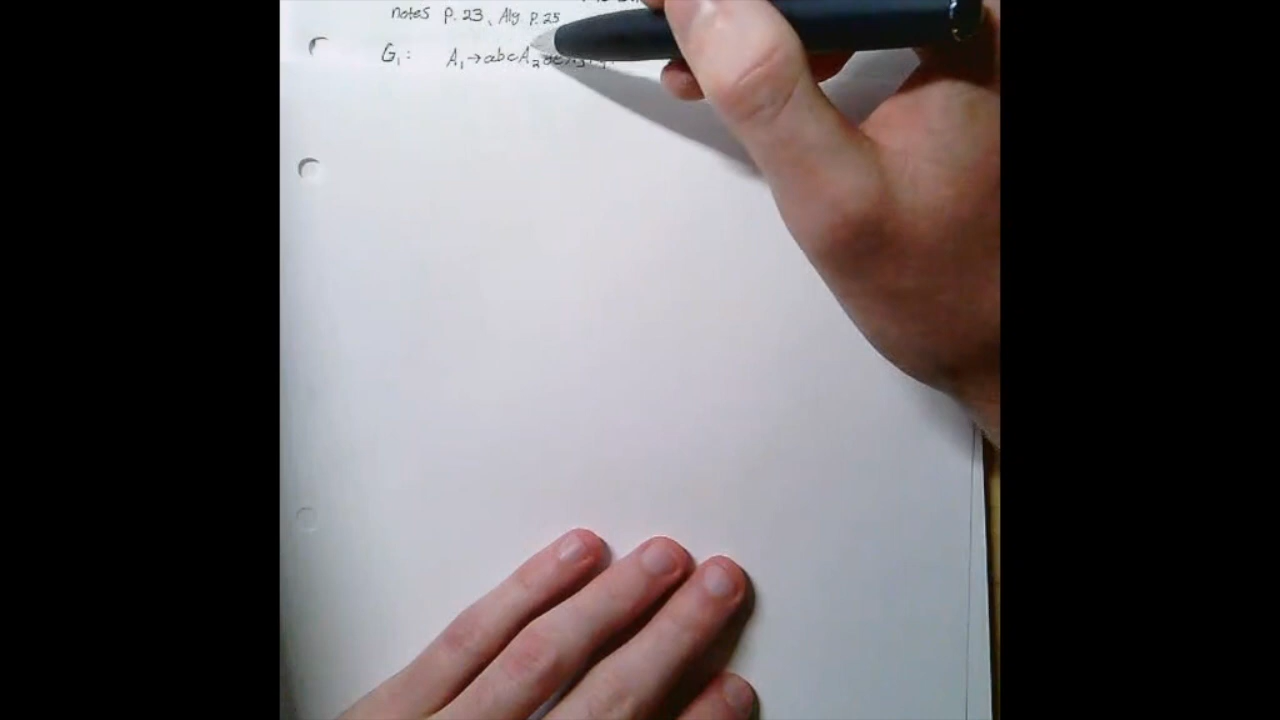 notes p.23, Alg p.25
G₁: A₁→abcA₂